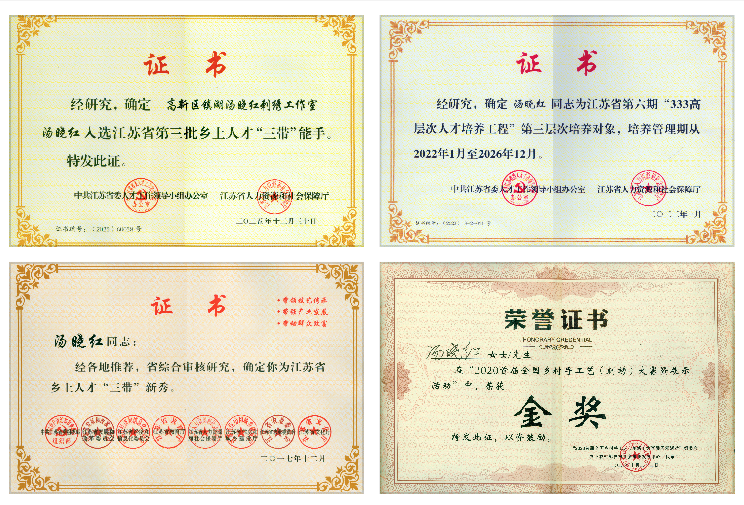 证 书
经研究，确定 高新区镇湖汤晓红刺绣工作室
汤晓红入选江苏省第三批乡土人才“三带”能手。
特发此证。
中共江苏省委人才工作领导小组办公室 江苏省人力资源和社会保障厅
证 书
经研究，确定 汤晓红 同志为江苏省第六期“333高
层次人才培养工程”第三层次培养对象，培养管理期从
2022年1月至2026年12月。
中共江苏省委人才工作领导小组办公室 江苏省人力资源和社会保障厅
证 书
·带领技艺传承
·带强产业发展
·带动群众致富
汤晓红同志：
经各地推荐，省综合审核研究，确定你为江苏省
乡土人才“三带”新秀。
二〇一七年十二月
荣誉证书
HONORARY CREDENTIAL
汤晓红 女士/先生
在“2020首届全国乡村手工艺（刺绣）大赛暨展示
活动”中，荣获
金奖
特发此证，以资鼓励。